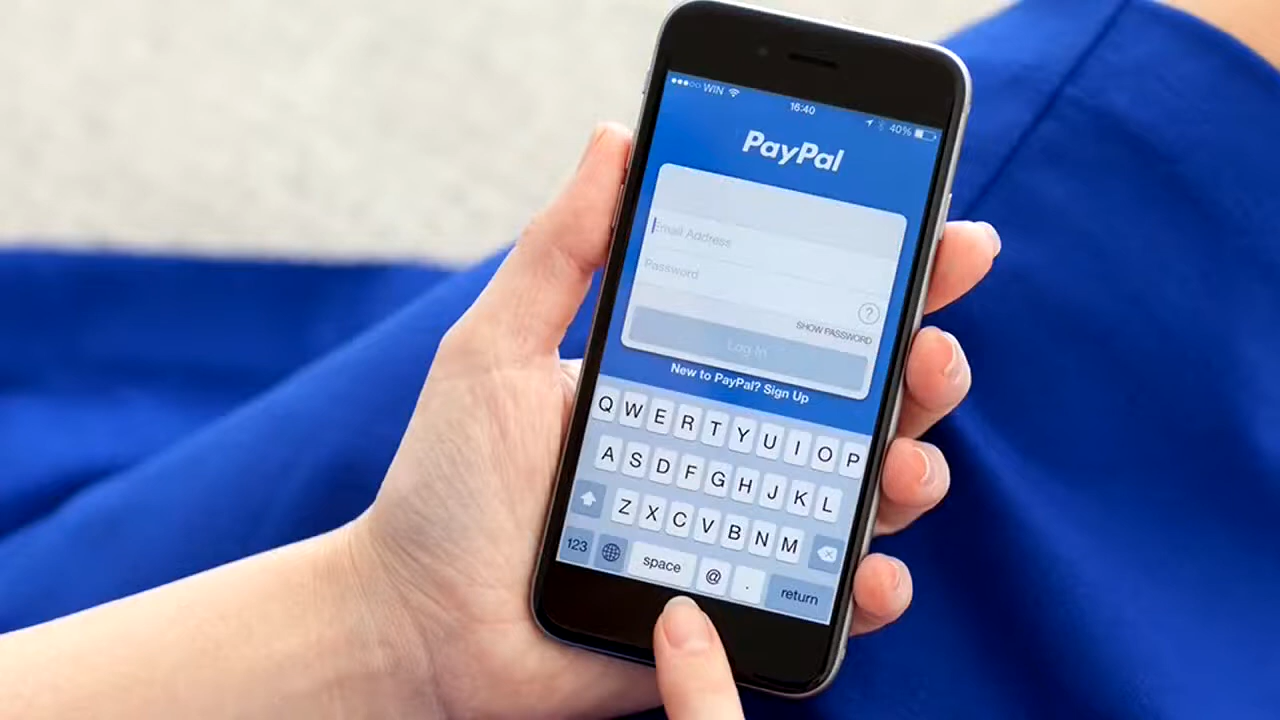 WIN
16:40
40%
PayPal
Email Address
Password
?
SHOW PASSWORD
Log In
New to PayPal? Sign Up
Q W E R T Y U I O P
A S D F G H J K L
Z X C V B N M
123 space @ . return